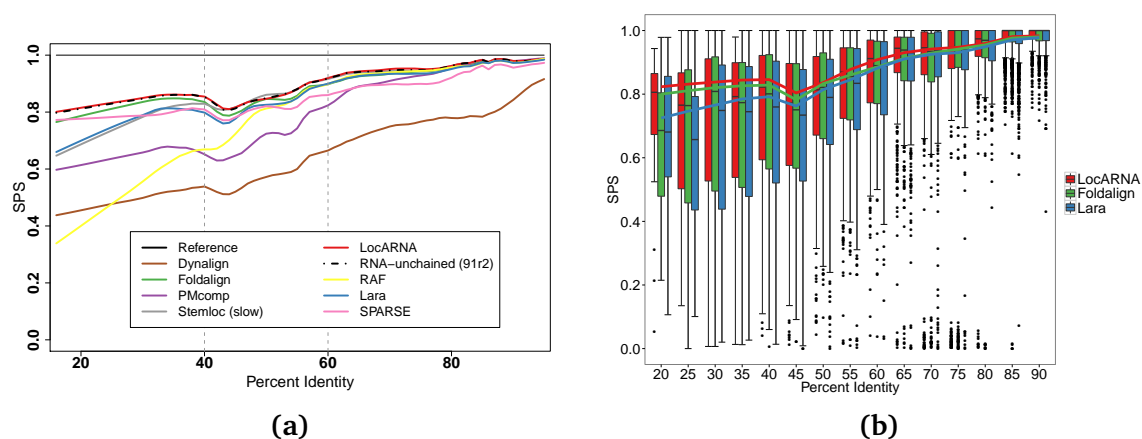 SPS
1.0
0.8
0.6
0.4
0.2
0.0
Reference
Dynalign
Foldalign
PMcomp
Stemloc (slow)
LocARNA
RNA−unchained (91r2)
RAF
Lara
SPARSE
20 40 60 80
Percent Identity
(a)
SPS
1.0
0.8
0.6
0.4
0.2
0.0
20 25 30 35 40 45 50 55 60 65 70 75 80 85 90
Percent Identity
LocARNA
Foldalign
Lara
(b)